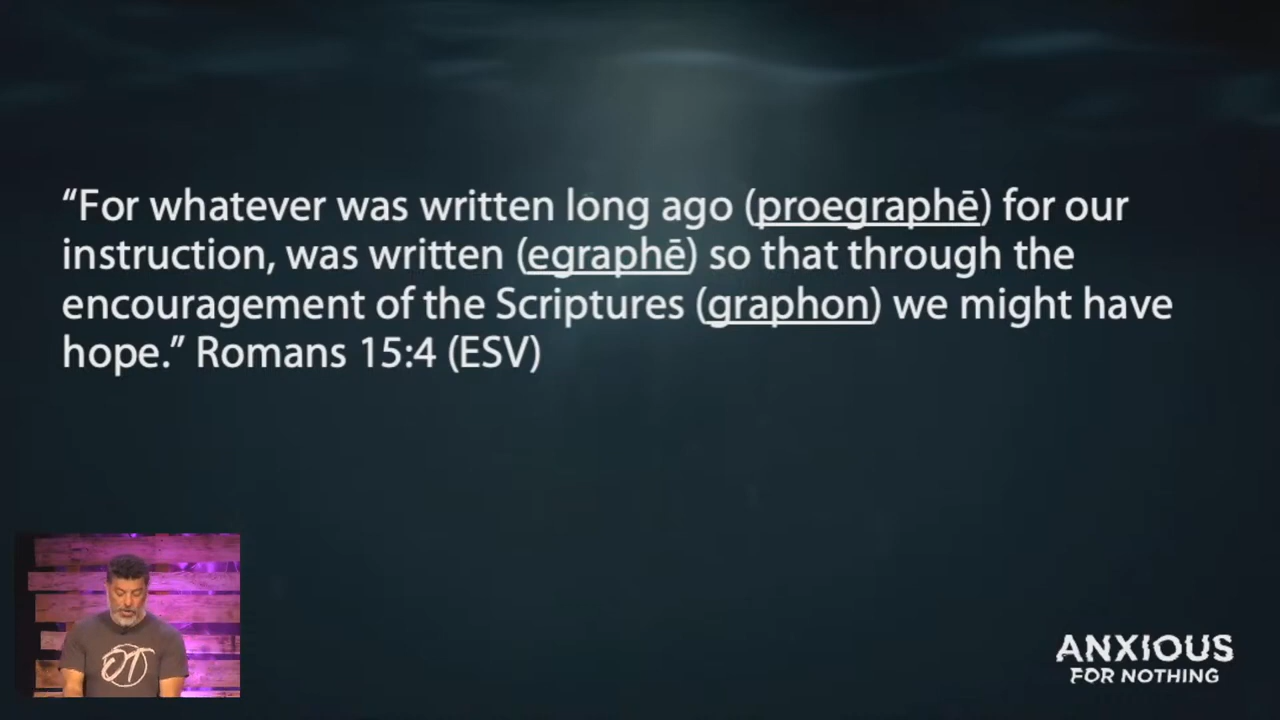 “For whatever was written long ago (proegraphē) for our
instruction, was written (egraphē) so that through the
encouragement of the Scriptures (graphon) we might have
hope.” Romans 15:4 (ESV)
OT
ANXIOUS
FOR NOTHING